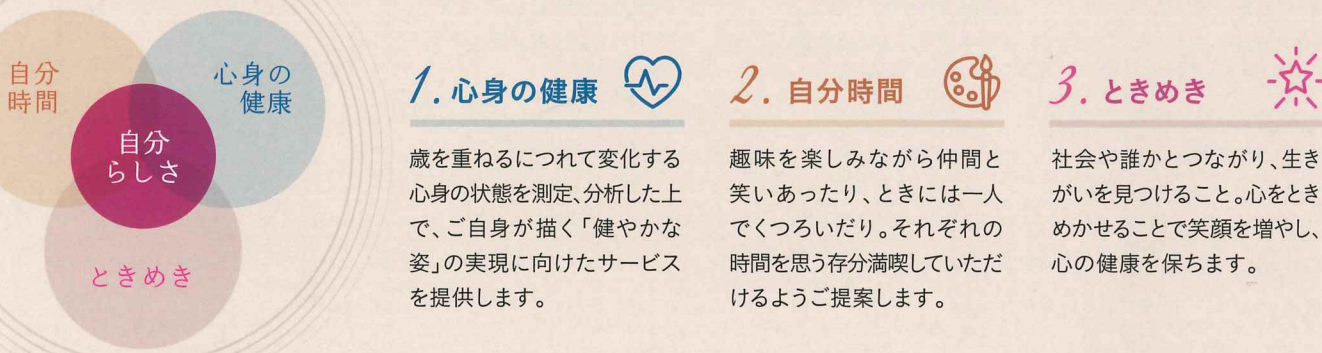 自分
時間
心身の
健康
自分
らしさ
ときめき
1. 心身の健康
歳を重ねるにつれて変化する
心身の状態を測定、分析した上
で、ご自身が描く「健やかな
姿」の実現に向けたサービス
を提供します。
2. 自分時間
趣味を楽しみながら仲間と
笑いあったり、ときには一人
でくつろいだり。それぞれの
時間を思う存分満喫していただ
けるようご提案します。
3. ときめき
社会や誰かとつながり、生き
がいを見つけること。心をとき
めかせることで笑顔を増やし、
心の健康を保ちます。